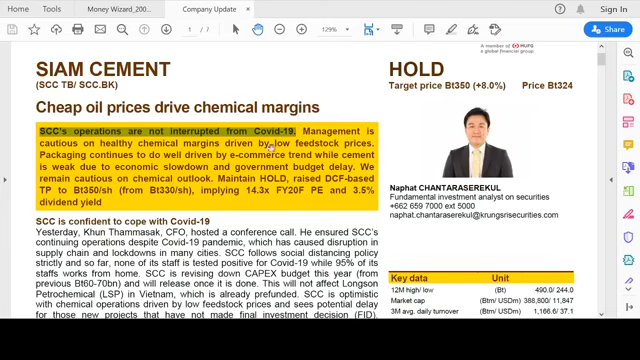 Home
Tools
Money Wizard_200...
Company Update
Sign In
1 / 7
129%
Share
A member of MUFG
a global financial group
SIAM CEMENT
(SCC TB/ SCC.BK)
HOLD
Target price Bt350 (+8.0%) Price Bt324
Cheap oil prices drive chemical margins
SCC's operations are not interrupted from Covid-19. Management is
cautious on healthy chemical margins driven by low feedstock prices.
Packaging continues to do well driven by e-commerce trend while cement
is weak due to economic slowdown and government budget delay. We
remain cautious on chemical outlook. Maintain HOLD, raised DCF-based
TP to Bt350/sh (from Bt330/sh), implying 14.3x FY20F PE and 3.5%
dividend yield
Naphat CHANTARASEREKUL
Fundamental investment analyst on securities
+662 659 7000 ext 5000
naphat.chantaraserekul@krungsrisecurities.com
SCC is confident to cope with Covid-19
Yesterday, Khun Thammasak, CFO, hosted a conference call. He ensured SCC's
continuing operations despite Covid-19 pandemic, which has caused disruption in
supply chain and lockdowns in many cities. SCC follows social distancing policy
strictly and so far, none of its staff is tested positive for Covid-19 while 95% of its
staffs works from home. SCC is revising down CAPEX budget this year (from
previous Bt60-70bn) and will release once it is done. This will not affect Longson
Petrochemical (LSP) in Vietnam, which is already prefunded. SCC is optimistic
with chemical operations driven by low feedstock prices and sees potential delay
for those new projects that have not made final investment decision (FID).
Key data Unit
12M high/ low (Bt) 490.0/ 244.0
Market cap (Btm/ USDm) 388,800/ 11,847
3M avg. daily turnover (Btm/ USDm) 1,166.6/ 37.1